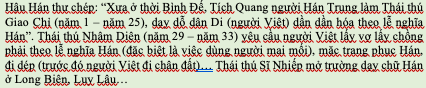 Hậu Hán thư chép: “Xưa ở thời Bình Đế, Tích Quang người Hán Trung làm Thái thú
Giao Chỉ (năm 1 – năm 25), dạy dỗ dân Di (người Việt) dần dần hóa theo lễ nghĩa
Hán”. Thái thú Nhâm Diên (năm 29 – năm 33) yêu cầu người Việt lấy vợ lấy chồng
phải theo lễ nghĩa Hán (đặc biệt là việc dùng người mai mối), mặc trang phục Hán,
đi dép (trước đó người Việt đi chân đất)… Thái thú Sĩ Nhiếp mở trường dạy chữ Hán
ở Long Biên, Luy Lâu…